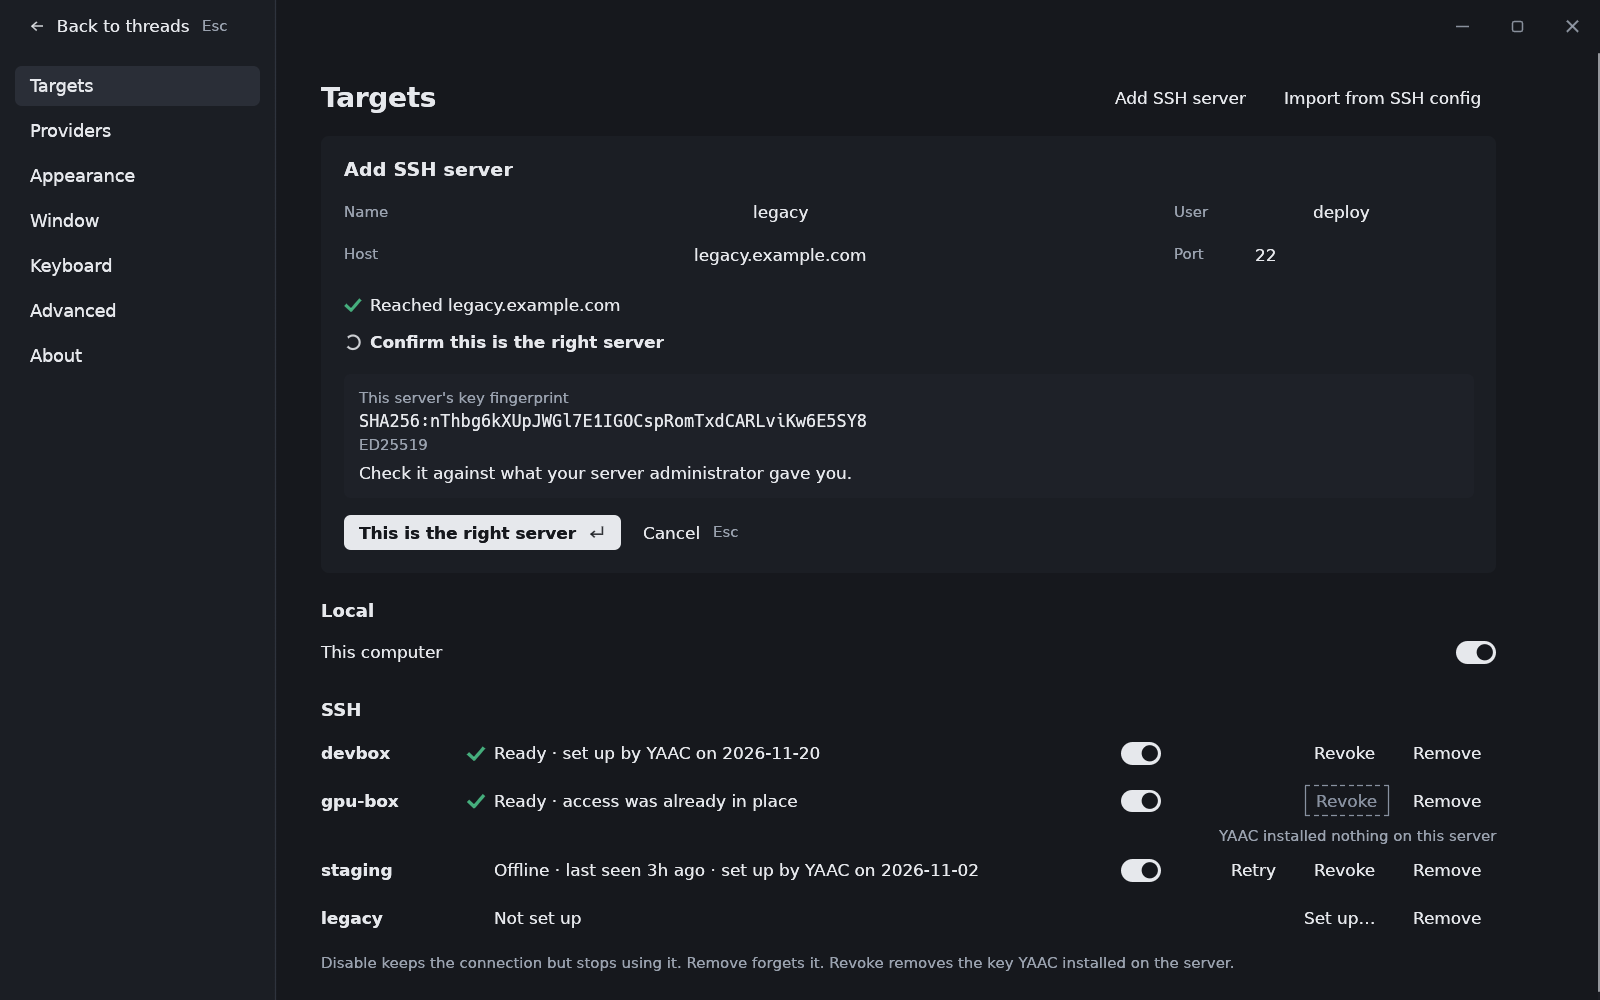 Back to threads Esc
Targets
Providers
Appearance
Window
Keyboard
Advanced
About
Targets Add SSH server Import from SSH config
Add SSH server
Name legacy User deploy
Host legacy.example.com Port 22
Reached legacy.example.com
Confirm this is the right server
This server's key fingerprint
SHA256:nThbg6kXUpJWGl7E1IGOCspRomTxdCARLviKw6E5SY8
ED25519
Check it against what your server administrator gave you.
This is the right server Cancel Esc
Local
This computer
SSH
devbox Ready · set up by YAAC on 2026-11-20 Revoke Remove
gpu-box Ready · access was already in place Revoke Remove
YAAC installed nothing on this server
staging Offline · last seen 3h ago · set up by YAAC on 2026-11-02 Retry Revoke Remove
legacy Not set up Set up… Remove
Disable keeps the connection but stops using it. Remove forgets it. Revoke removes the key YAAC installed on the server.